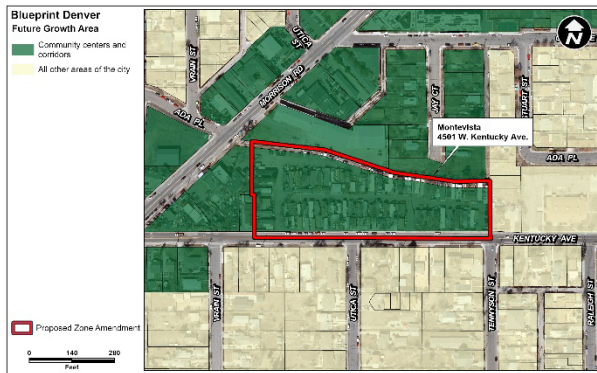 Blueprint Denver
Future Growth Area
Community centers and
corridors
All other areas of the
city
VRAIN ST
UTICA
ST
MORRISON RD
ADA PL
JAY CT
STUART ST
N
Montevista
4501 W. Kentucky Ave.
ADA PL
KENTUCKY AVE
VRAIN ST
UTICA ST
TENNYSON ST
RALEIGH ST
Proposed Zone Amendment
0 140 280
Feet